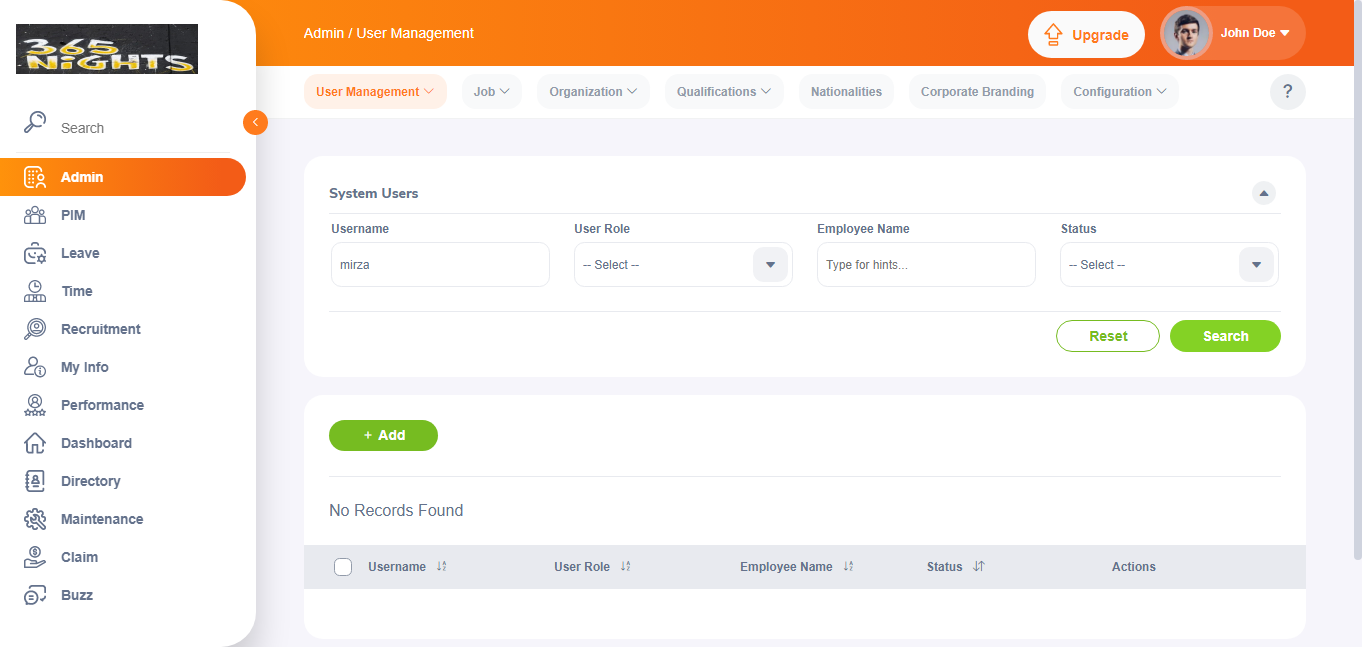 365
NIGHTS
Search
Admin
PIM
Leave
Time
Recruitment
My Info
Performance
Dashboard
Directory
Maintenance
Claim
Buzz
Admin / User Management
Upgrade
John Doe
User Management
Job
Organization
Qualifications
Nationalities
Corporate Branding
Configuration
?
System Users
Username
User Role
Employee Name
Status
mirza
-- Select --
Type for hints...
-- Select --
Reset
Search
+ Add
No Records Found
Username
User Role
Employee Name
Status
Actions